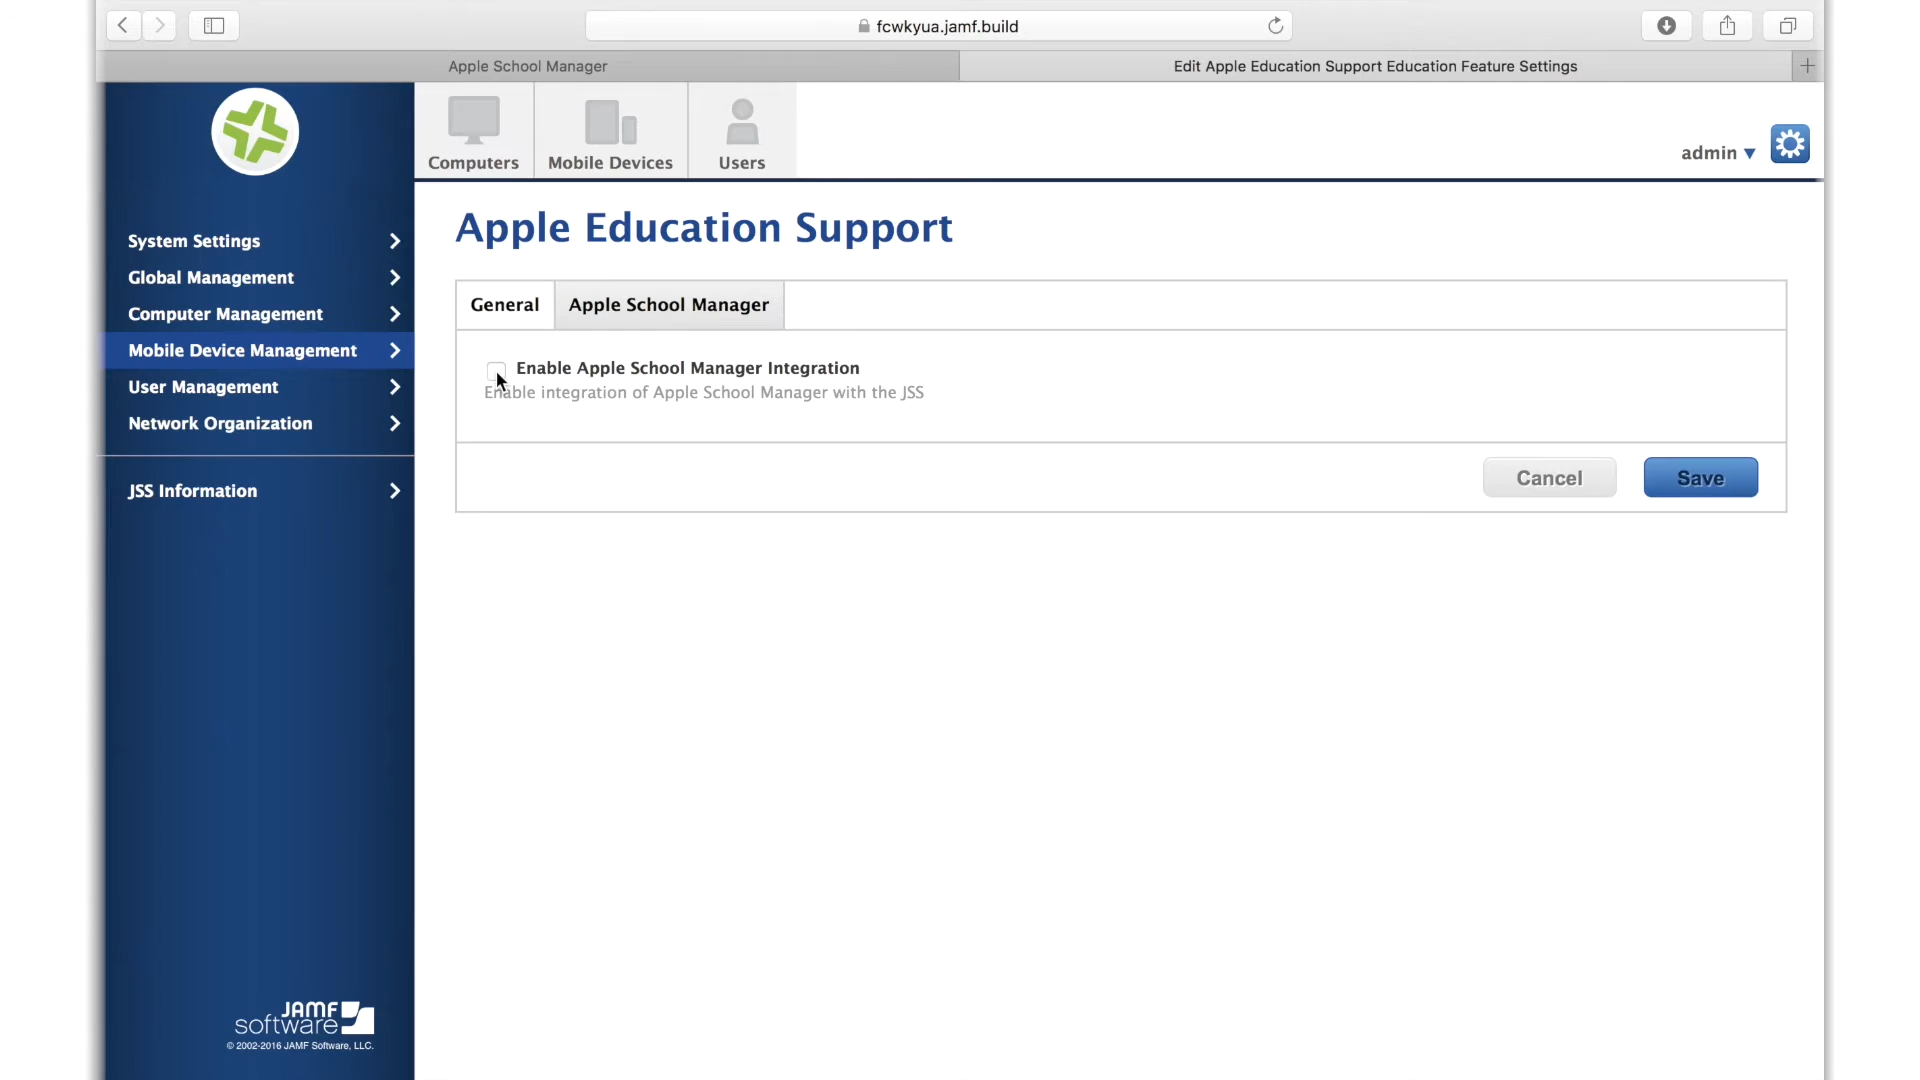 fcwkyua.jamf.build
Apple School Manager
Edit Apple Education Support Education Feature Settings
Computers
Mobile Devices
Users
admin
System Settings
Global Management
Computer Management
Mobile Device Management
User Management
Network Organization
JSS Information
Apple Education Support
General
Apple School Manager
Enable Apple School Manager Integration
Enable integration of Apple School Manager with the JSS
Cancel
Save
JAMF
software
© 2002-2016 JAMF Software, LLC.